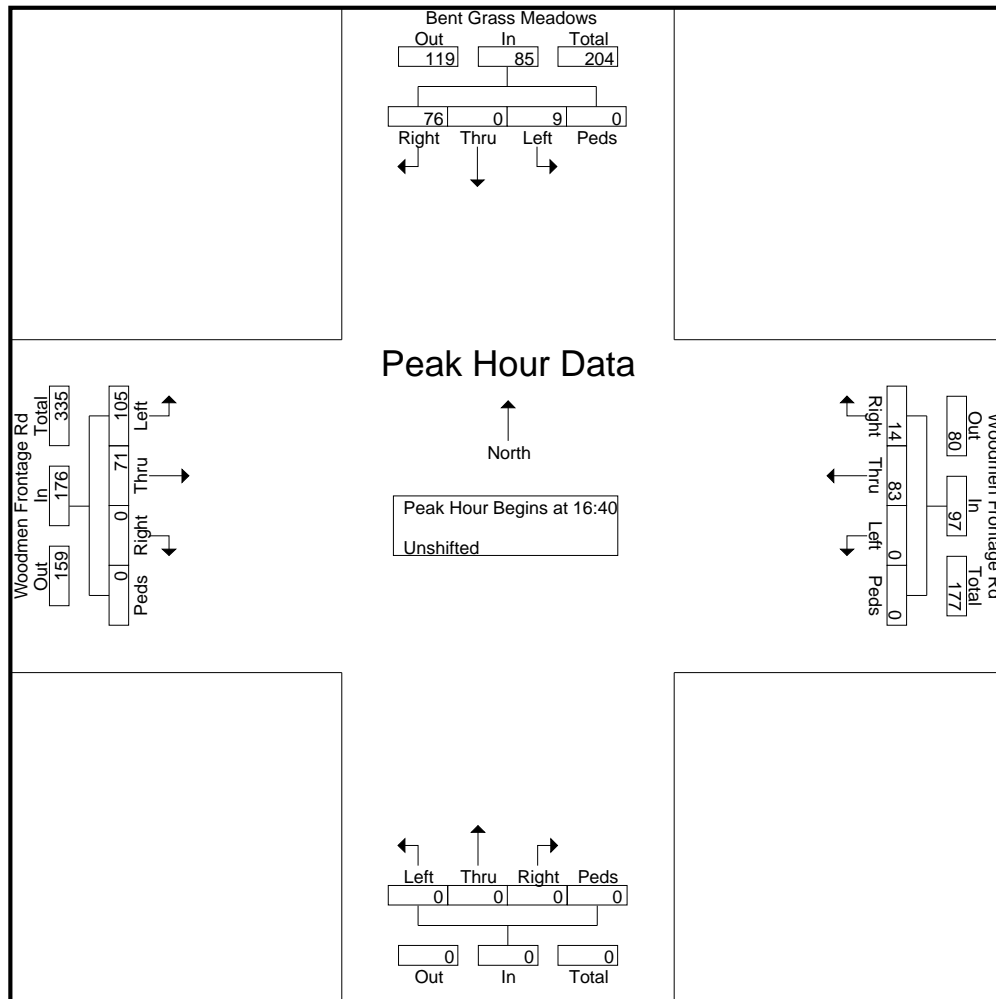 Bent Grass Meadows
Out In Total
119 85 204
76 0 9 0
Right Thru Left Peds
Peak Hour Data
North
Peak Hour Begins at 16:40
Unshifted
Woodmen Frontage Rd
Total In Out
335 176 159
105 71 0 0
Left Thru Right Peds
Right Thru Left Peds
14 83 0 0
80 97 177
Out In Total
Woodmen Frontage Rd
Left Thru Right Peds
0 0 0 0
0 0 0
Out In Total